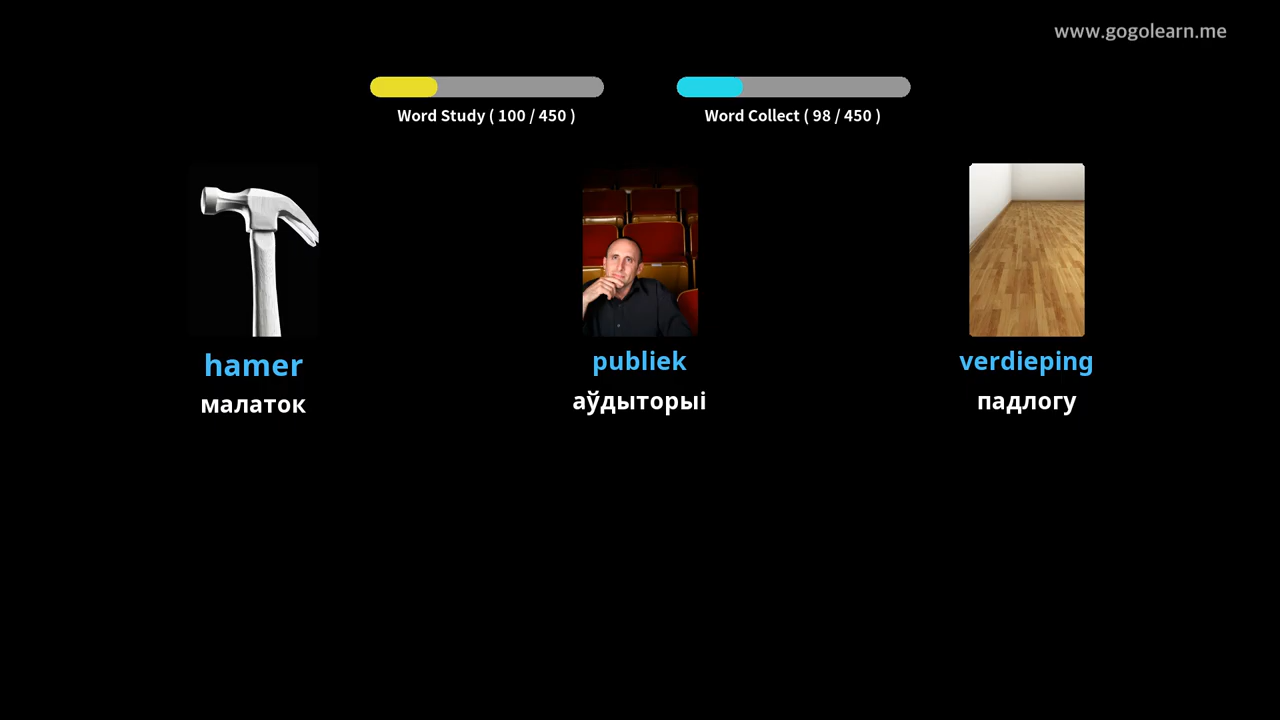 www.gogolearn.me
Word Study ( 100 / 450 )
Word Collect ( 98 / 450 )
hamer
publiek
verdieping
малаток
аўдыторыі
падлогу